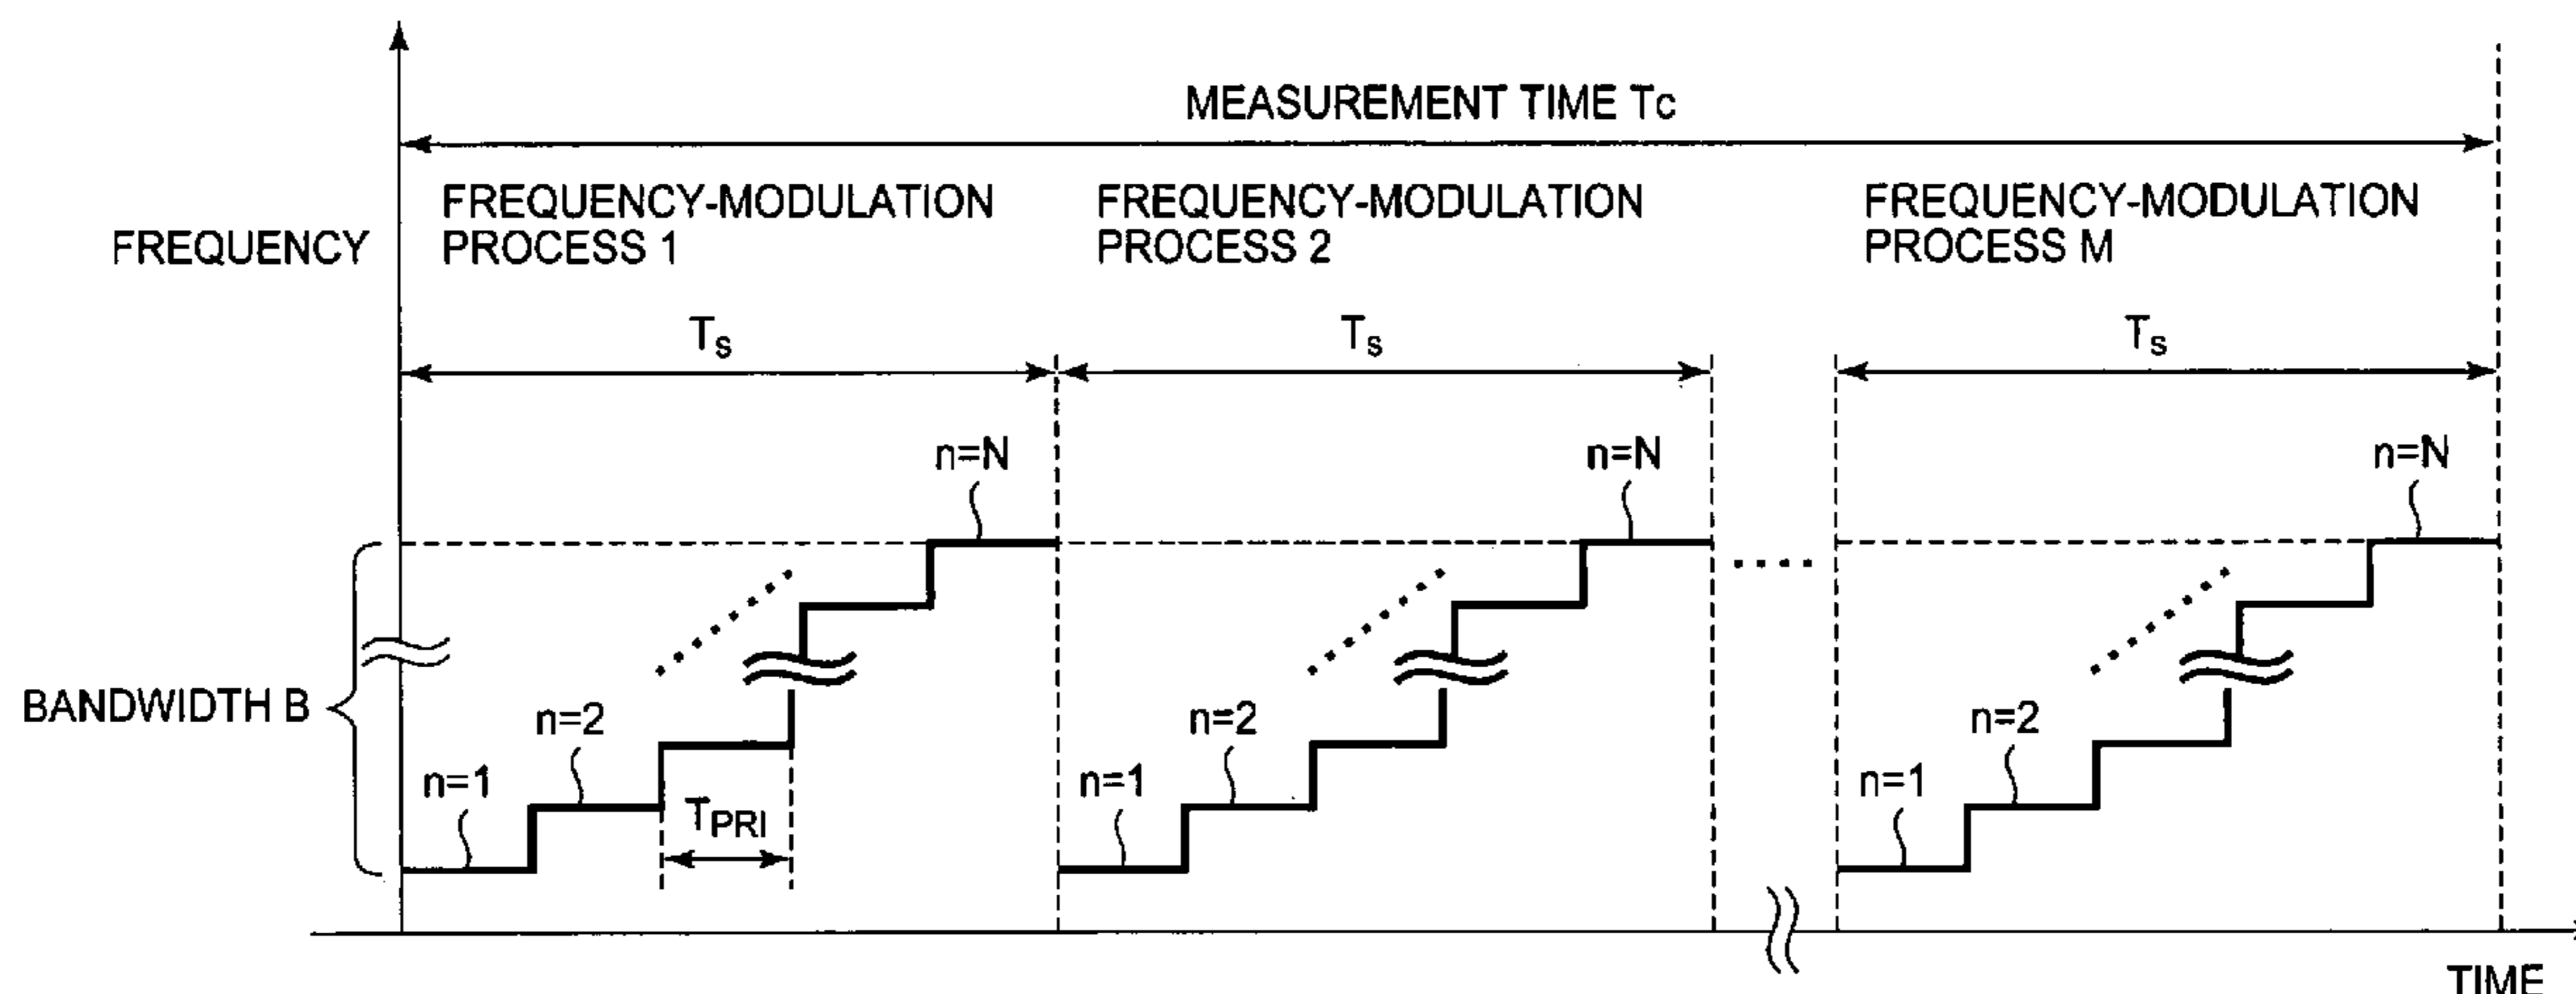 MEASUREMENT TIME Tc
FREQUENCY
FREQUENCY-MODULATION
PROCESS 1
FREQUENCY-MODULATION
PROCESS 2
FREQUENCY-MODULATION
PROCESS M
Ts
Ts
Ts
n=N
n=N
n=N
BANDWIDTH B
n=2
n=2
n=2
n=1
n=1
n=1
TPRI
TIME